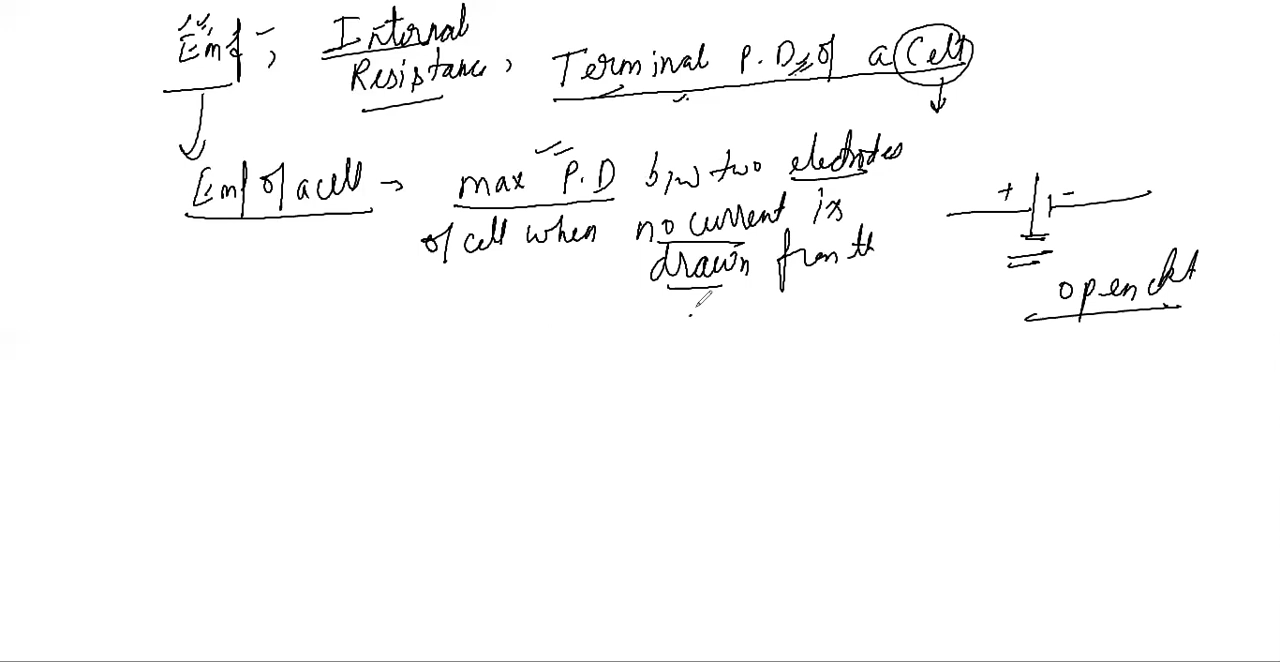 Emf, Internal Resistance, Terminal P.D. of a Cell
Emf of a cell → max P.D b/w two electrodes
of cell when no current is
drawn from th
+ -
open ckt